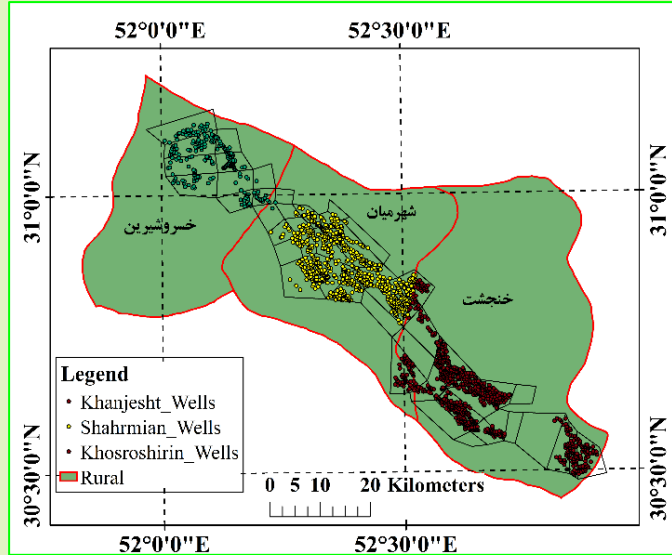 52°0'0"E 52°30'0"E
31°0'0"N 31°0'0"N
شهرمیان
خسروشیرین
خنجشت
Legend
Khanjesht_Wells
Shahrmian_Wells
Khosroshirin_Wells
Rural
0 5 10 20 Kilometers
30°30'0"N 30°30'0"N
52°0'0"E 52°30'0"E